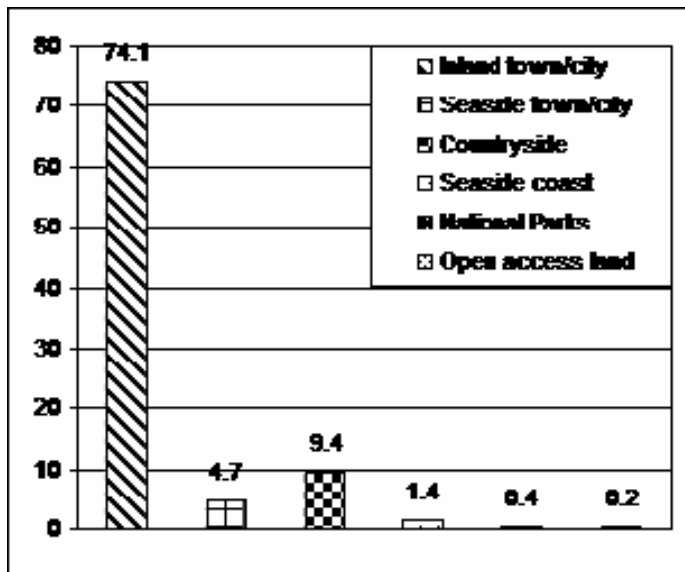 80
74.1
70
60
50
40
30
20
10
0
4.7
9.4
1.4
0.4
0.2
Inland town/city
Seaside town/city
Countryside
Seaside coast
National Parks
Open access land